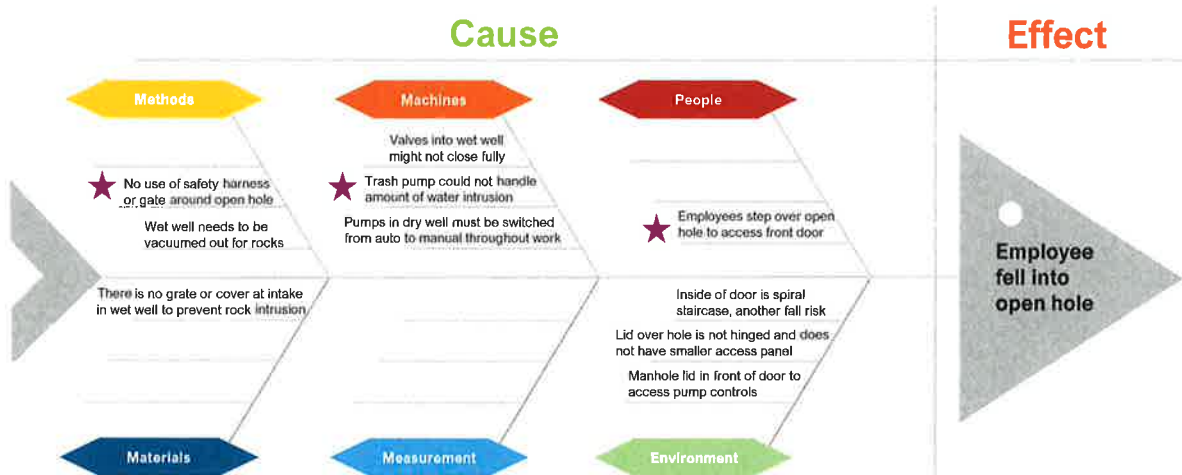 Cause
Effect
Methods
Machines
People
Valves into wet well
might not close fully
No use of safety harness
or gate around open hole
Trash pump could not handle
amount of water intrusion
Wet well needs to be
vacuumed out for rocks
Pumps in dry well must be switched
from auto to manual throughout work
Employees step over open
hole to access front door
Employee
fell into
open hole
There is no grate or cover at intake
in wet well to prevent rock intrusion
Inside of door is spiral
staircase, another fall risk
Lid over hole is not hinged and does
not have smaller access panel
Manhole lid in front of door to
access pump controls
Materials
Measurement
Environment